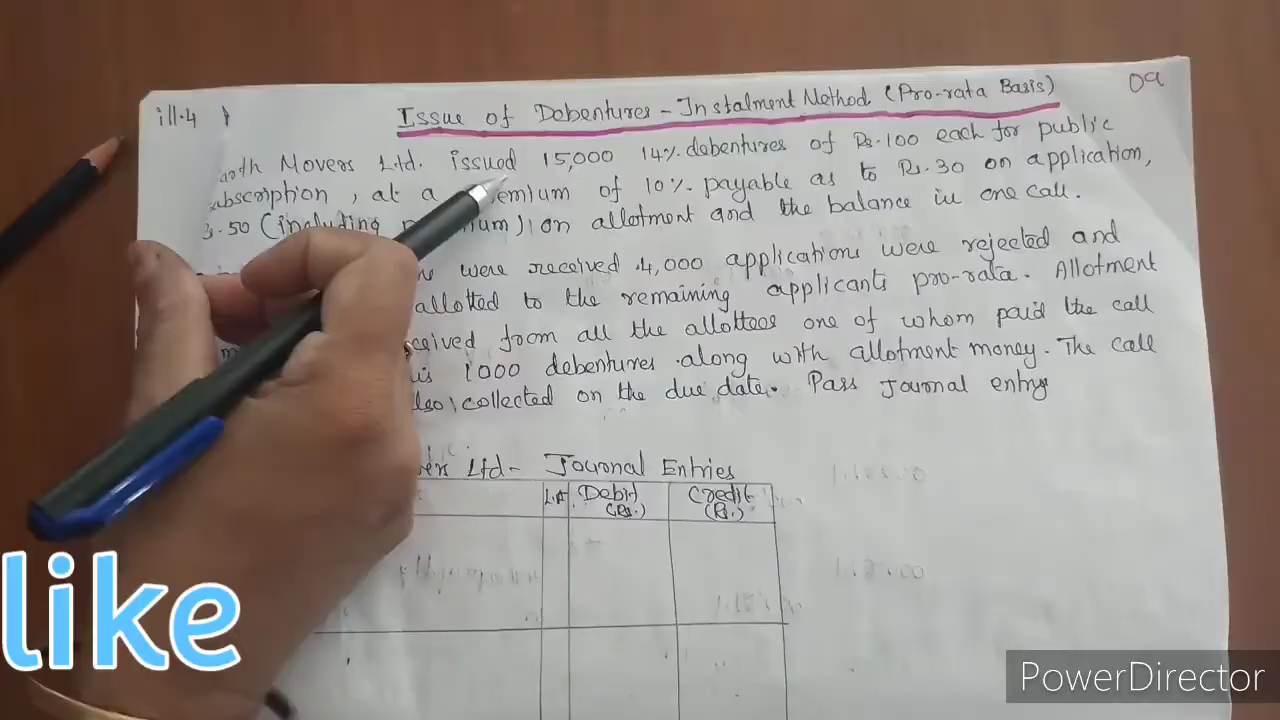 ill.4 )
Issue of Debentures - Instalment Method (Pro-rata Basis)
09
Movers Ltd. issued 15,000 14% debentures of Rs.100 each for public
at a of 10% payable as to Rs.30 on application,
.50 (including on allotment and the balance in one call.
were received. 4,000 applications were rejected and
allotted to the remaining applicants pro-rata. Allotment
from all the allottees one of whom paid the call
1000 debentures along with allotment money. The call
collected on the due date. Pass Journal entry
Ltd - Journal Entries
L.F Debit (Rs.) Credit (Rs.)
like
PowerDirector